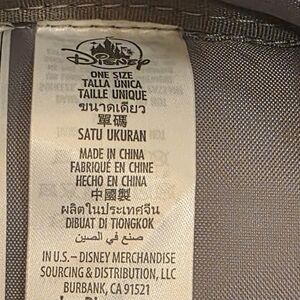 Disney
ONE SIZE
TALLA ÚNICA
TAILLE UNIQUE
ขนาดเดียว
單碼
SATU UKURAN
MADE IN CHINA
FABRIQUÉ EN CHINE
HECHO EN CHINA
中國製
ผลิตในประเทศจีน
DIBUAT DI TIONGKOK
صنع في الصين
IN U.S. – DISNEY MERCHANDISE
SOURCING & DISTRIBUTION, LLC
BURBANK, CA 91521